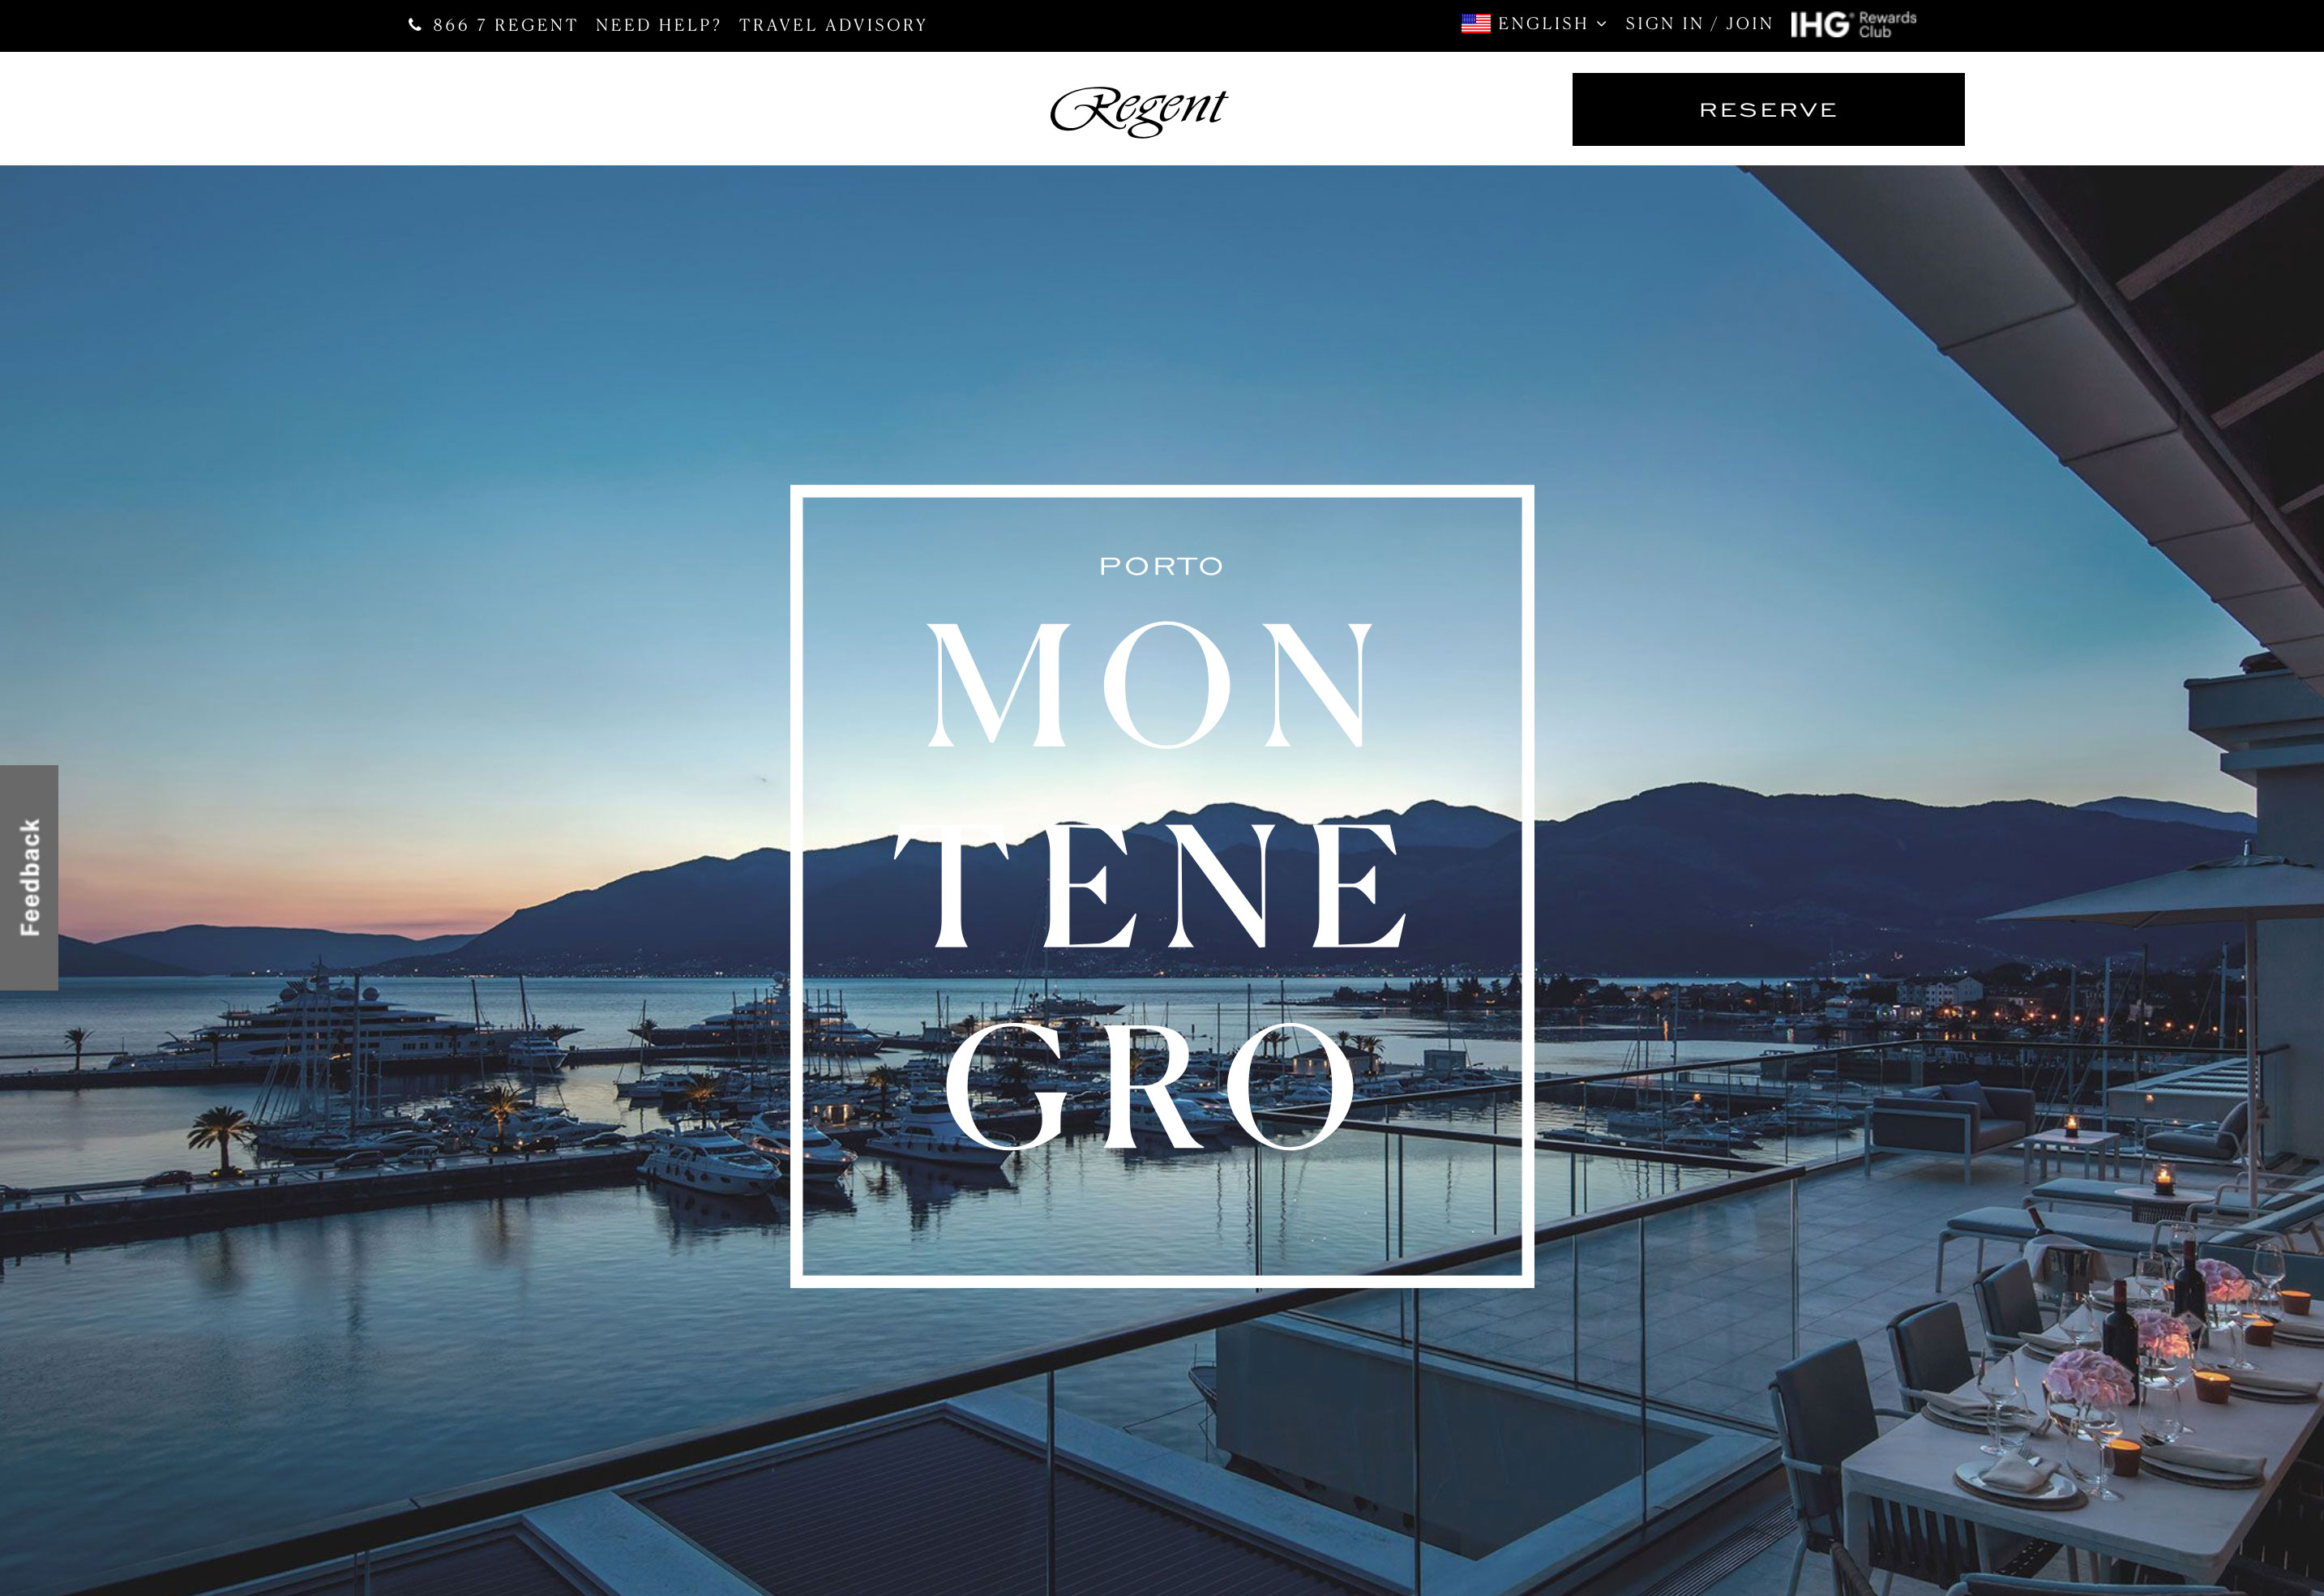 866 7 REGENT NEED HELP? TRAVEL ADVISORY
ENGLISH SIGN IN / JOIN IHG® Rewards Club
Regent
RESERVE
PORTO
MON
TENE
GRO
Feedback